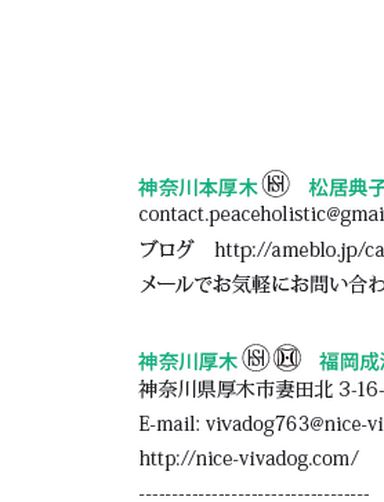 神奈川本厚木 HS 松居典子
contact.peaceholistic@gmai
ブログ http://ameblo.jp/ca
メールでお気軽にお問い合わ
神奈川厚木 HS 福岡成
神奈川県厚木市妻田北 3-16-
E-mail: vivadog763@nice-vi
http://nice-vivadog.com/
------------------------------------